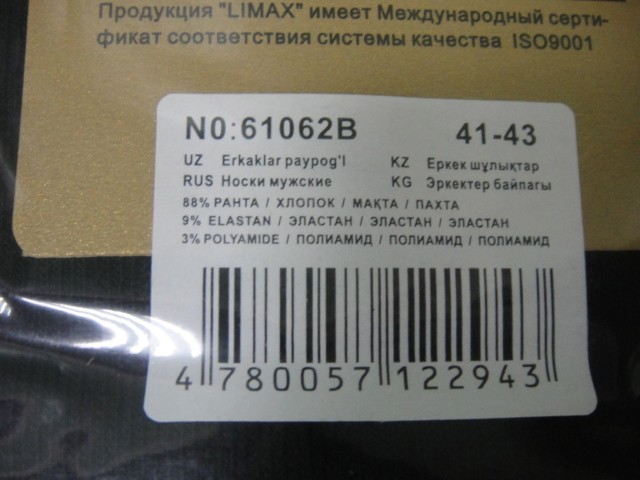 Продукция "LIMAX" имеет Международный серти-
фикат соответствия системы качества ISO9001
N0:61062B 41-43
UZ Erkaklar paypog'l KZ Еркек шұлықтар
RUS Носки мужские KG Эркектер байпагы
88% PAHTA / ХЛОПОК / МАҚТА / ПАХТА
9% ELASTAN / ЭЛАСТАН / ЭЛАСТАН / ЭЛАСТАН
3% POLYAMIDE / ПОЛИАМИД / ПОЛИАМИД / ПОЛИАМИД
4 780057 122943